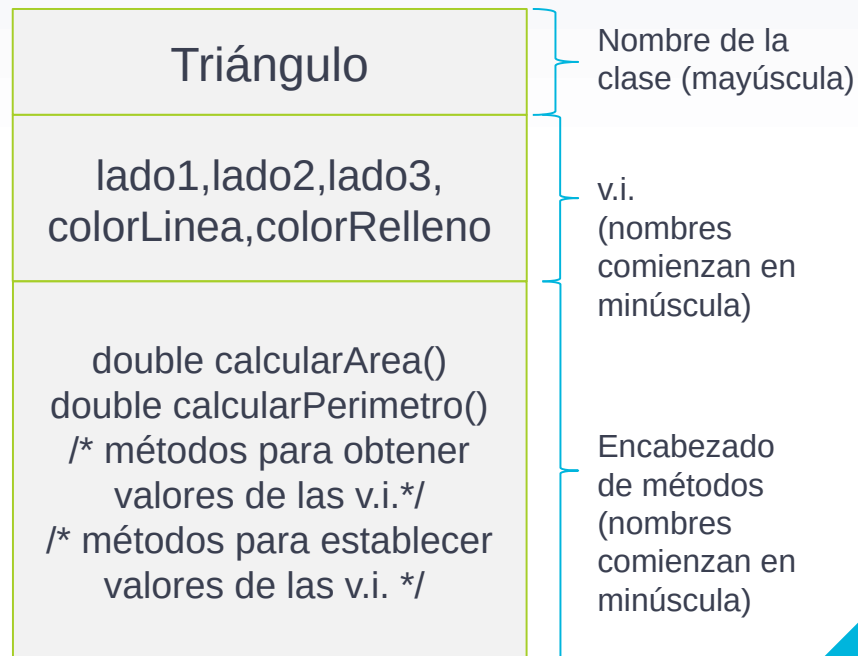 Triángulo
Nombre de la
clase (mayúscula)
lado1,lado2,lado3,
colorLinea,colorRelleno
v.i.
(nombres
comienzan en
minúscula)
double calcularArea()
double calcularPerimetro()
/* métodos para obtener
valores de las v.i.*/
/* métodos para establecer
valores de las v.i. */
Encabezado
de métodos
(nombres
comienzan en
minúscula)